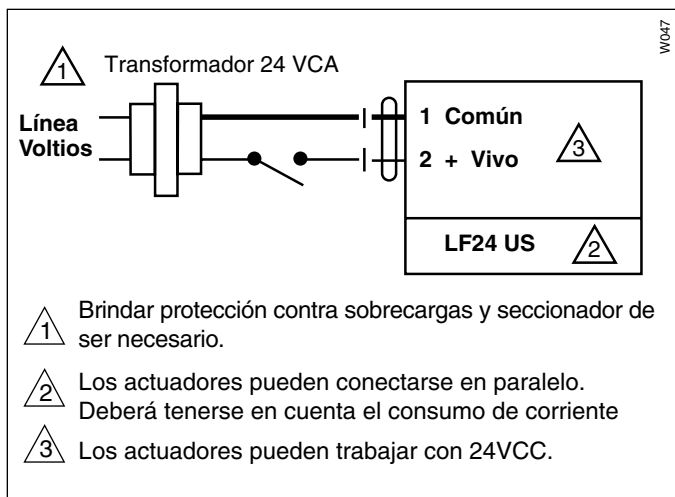 W047
1 Transformador 24 VCA
Línea
Voltios
1 Común
2 + Vivo
3
LF24 US 2
1 Brindar protección contra sobrecargas y seccionador de
ser necesario.
2 Los actuadores pueden conectarse en paralelo.
Deberá tenerse en cuenta el consumo de corriente
3 Los actuadores pueden trabajar con 24VCC.